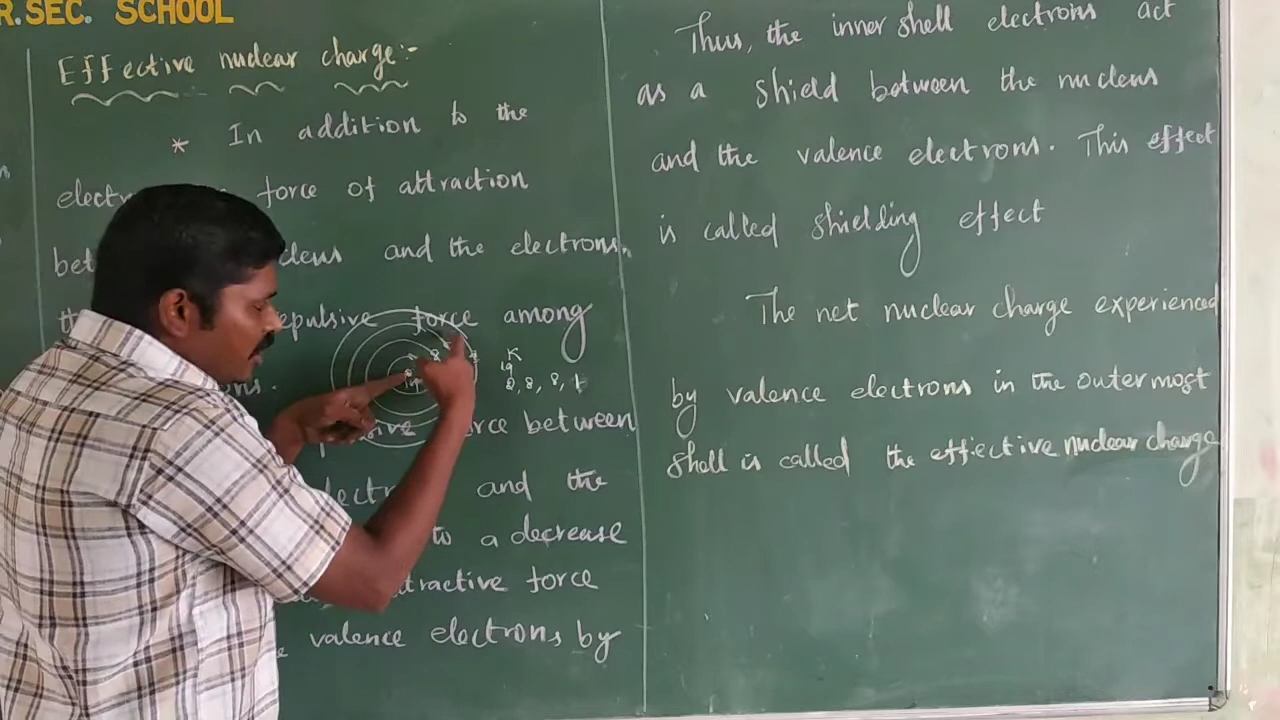 R.SEC. SCHOOL
Effective nuclear charge:-
* In addition to the
force of attraction
and the electrons,
force among
K
19
2, 8, 8, 1
between
and the
to a decrease
force
valence electrons by
Thus, the inner shell electrons act
as a shield between the nucleus
and the valence electrons. This effect
is called shielding effect
The net nuclear charge experienced
by valence electrons in the outermost
shell is called the effective nuclear charge